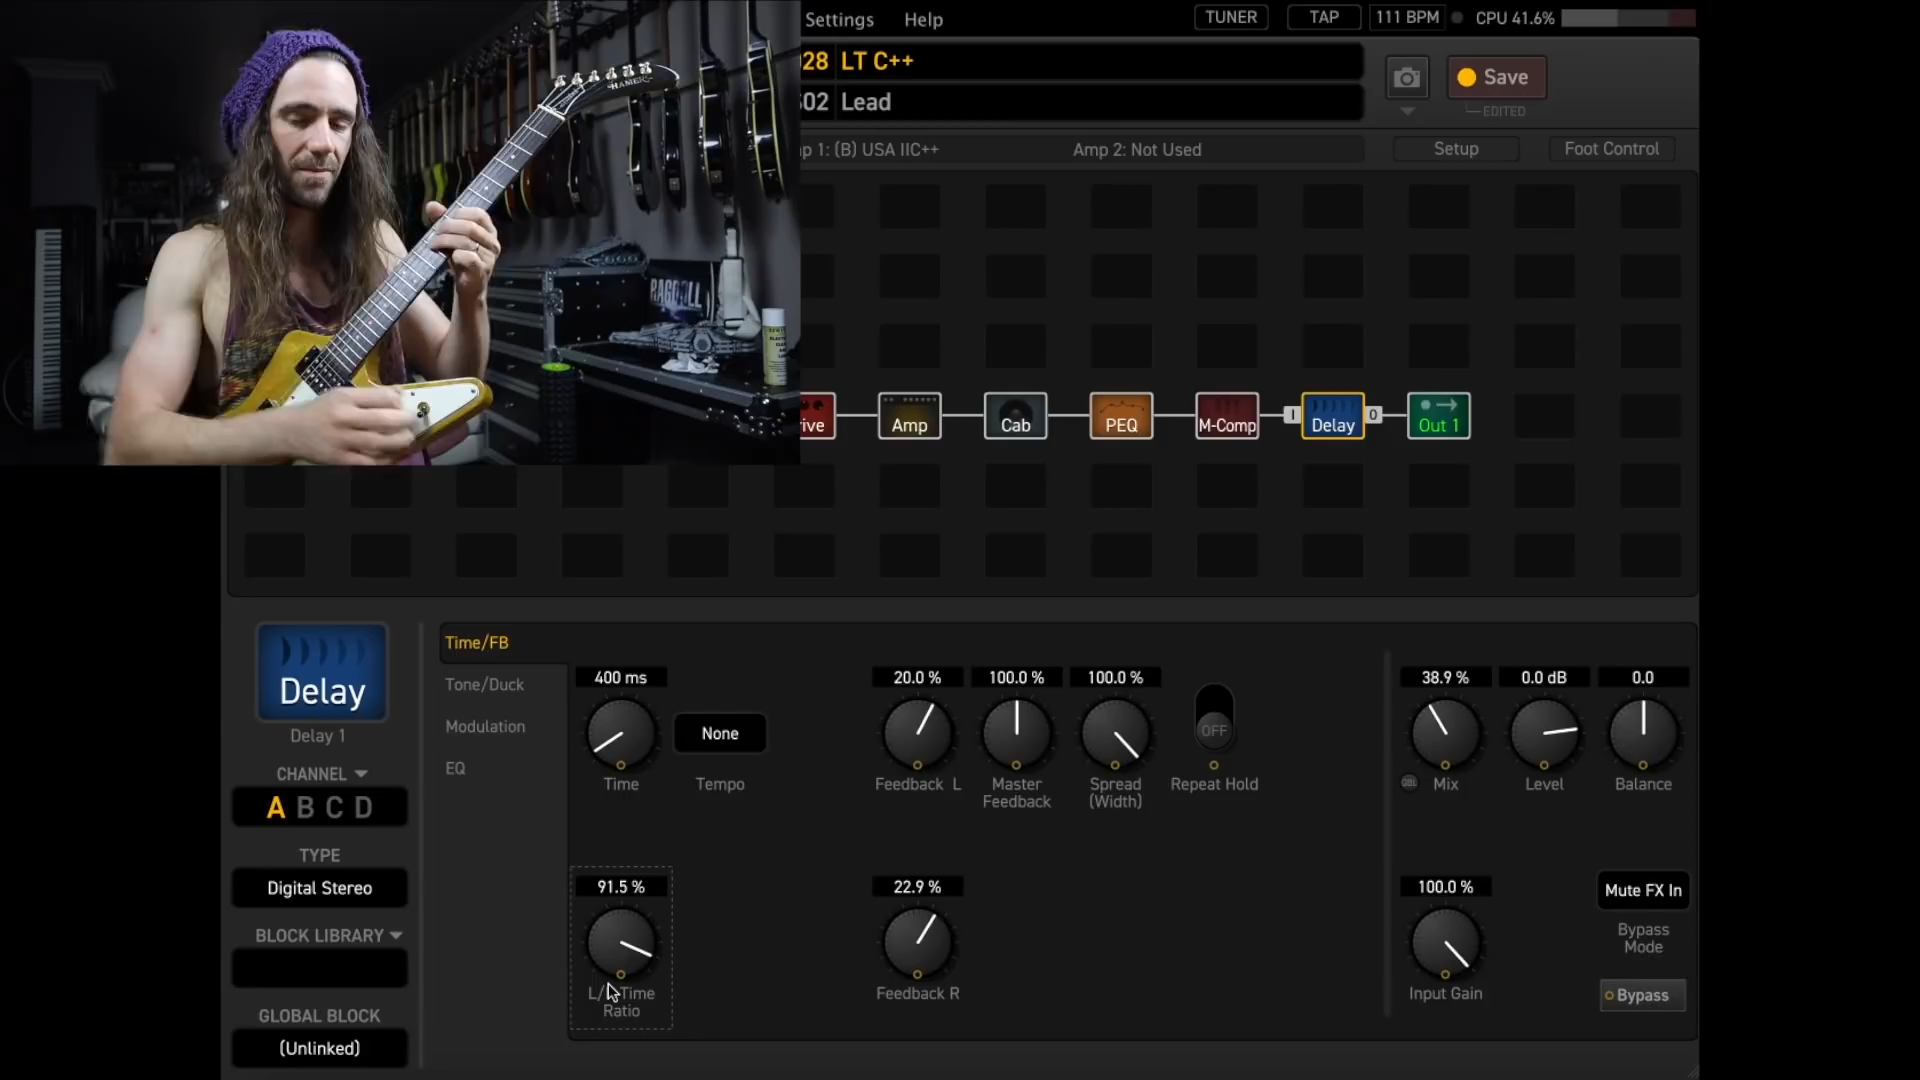 Settings Help TUNER TAP 111 BPM CPU 41.6%
28 LT C++
02 Lead
Save
EDITED
p 1: (B) USA IIC++ Amp 2: Not Used Setup Foot Control
HAMER
RAGDOLL
ive Amp Cab PEQ M-Comp I Delay O Out 1
Delay
Delay 1
CHANNEL
A B C D
TYPE
Digital Stereo
BLOCK LIBRARY
GLOBAL BLOCK
(Unlinked)
Time/FB
Tone/Duck
Modulation
EQ
400 ms 20.0 % 100.0 % 100.0 % 38.9 % 0.0 dB 0.0
None OFF
Time Tempo Feedback L Master Feedback Spread (Width) Repeat Hold Mix Level Balance
91.5 % 22.9 % 100.0 % Mute FX In
Bypass Mode
L/ Time Ratio Feedback R Input Gain Bypass